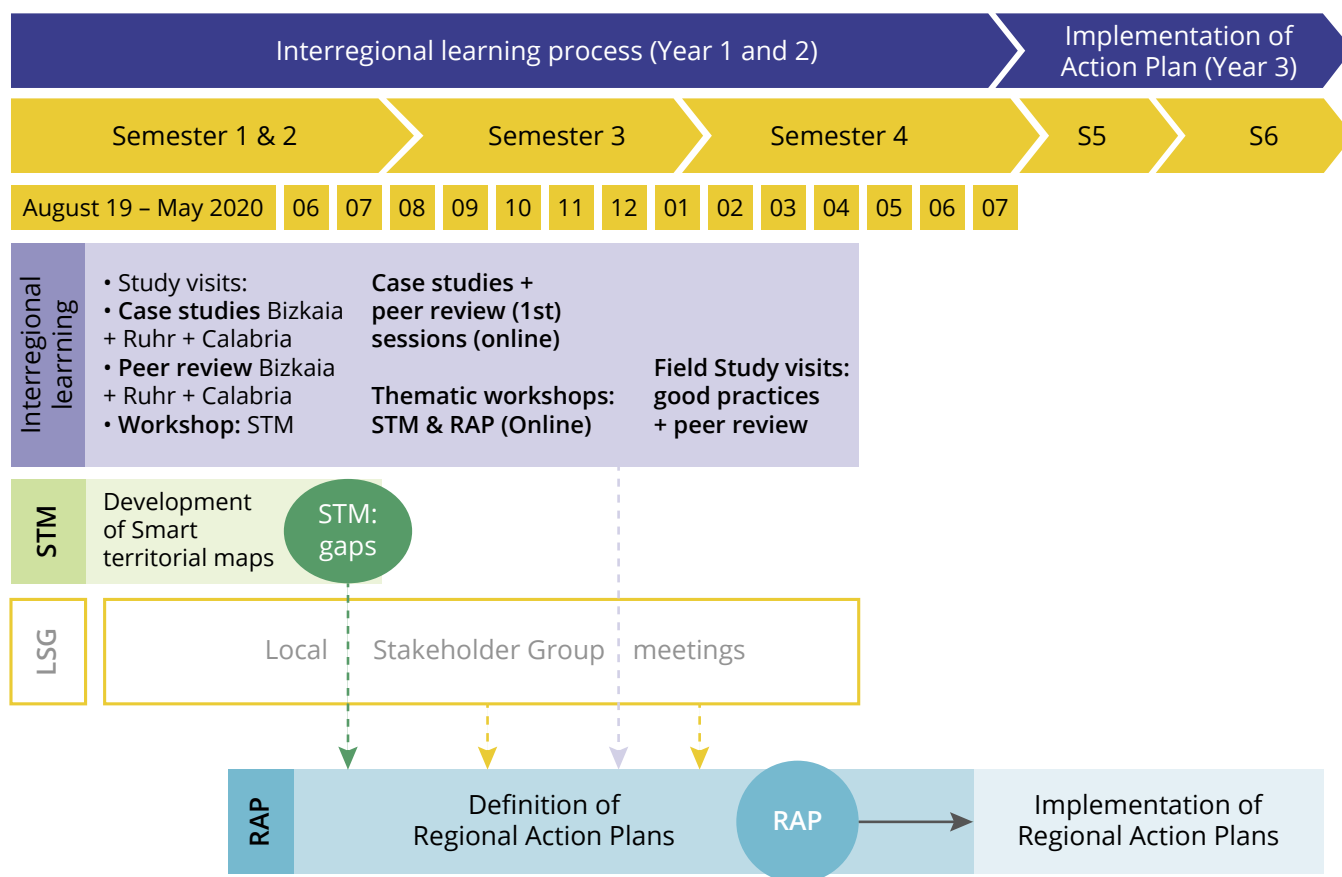 Interregional learning process (Year 1 and 2)
Implementation of
Action Plan (Year 3)
Semester 1 & 2
Semester 3
Semester 4
S5
S6
August 19 – May 2020
06
07
08
09
10
11
12
01
02
03
04
05
06
07
Interregional
learrning
• Study visits:
• Case studies Bizkaia
+ Ruhr + Calabria
• Peer review Bizkaia
+ Ruhr + Calabria
• Workshop: STM
Case studies +
peer review (1st)
sessions (online)
Thematic workshops:
STM & RAP (Online)
Field Study visits:
good practices
+ peer review
STM
Development
of Smart
territorial maps
STM:
gaps
LSG
Local Stakeholder Group meetings
RAP
Definition of
Regional Action Plans
RAP
Implementation of
Regional Action Plans